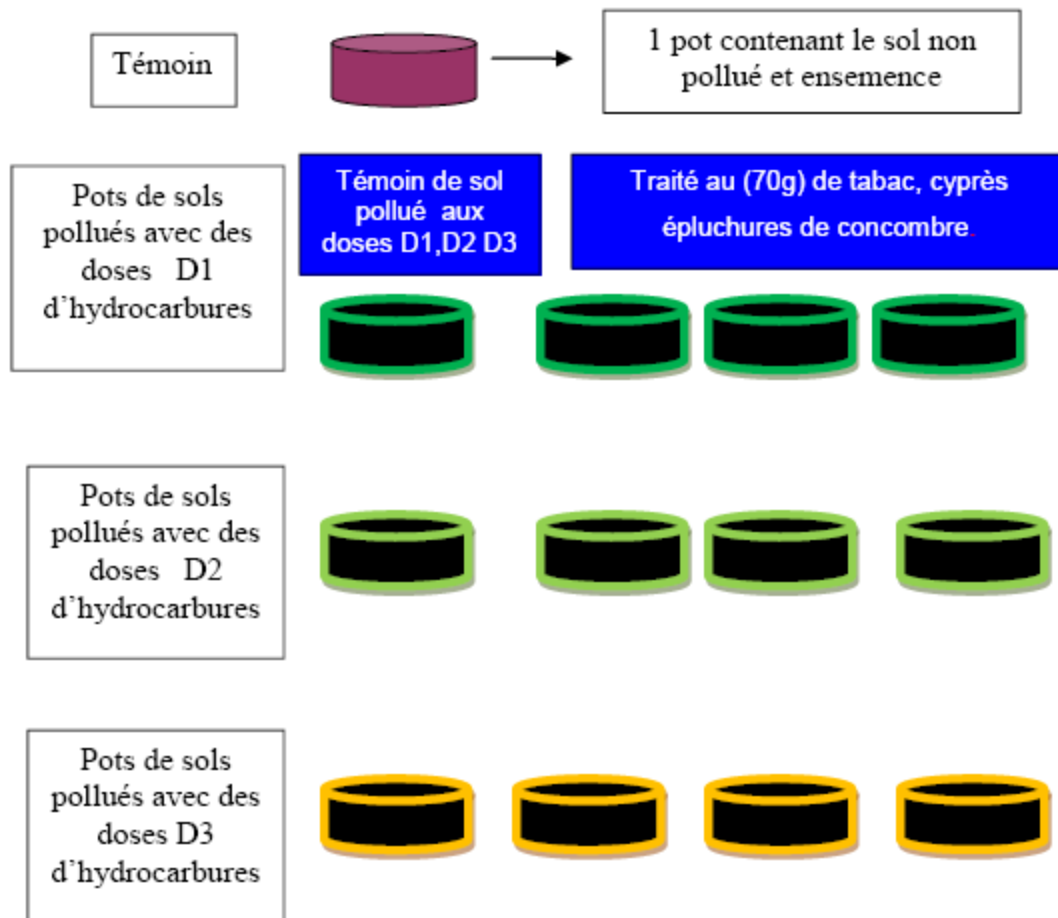 Témoin
1 pot contenant le sol non
pollué et ensemence
Pots de sols
pollués avec des
doses D1
d'hydrocarbures
Témoin de sol
pollué aux
doses D1,D2 D3
Traité au (70g) de tabac, cyprès
épluchures de concombre.
Pots de sols
pollués avec des
doses D2
d'hydrocarbures
Pots de sols
pollués avec des
doses D3
d'hydrocarbures